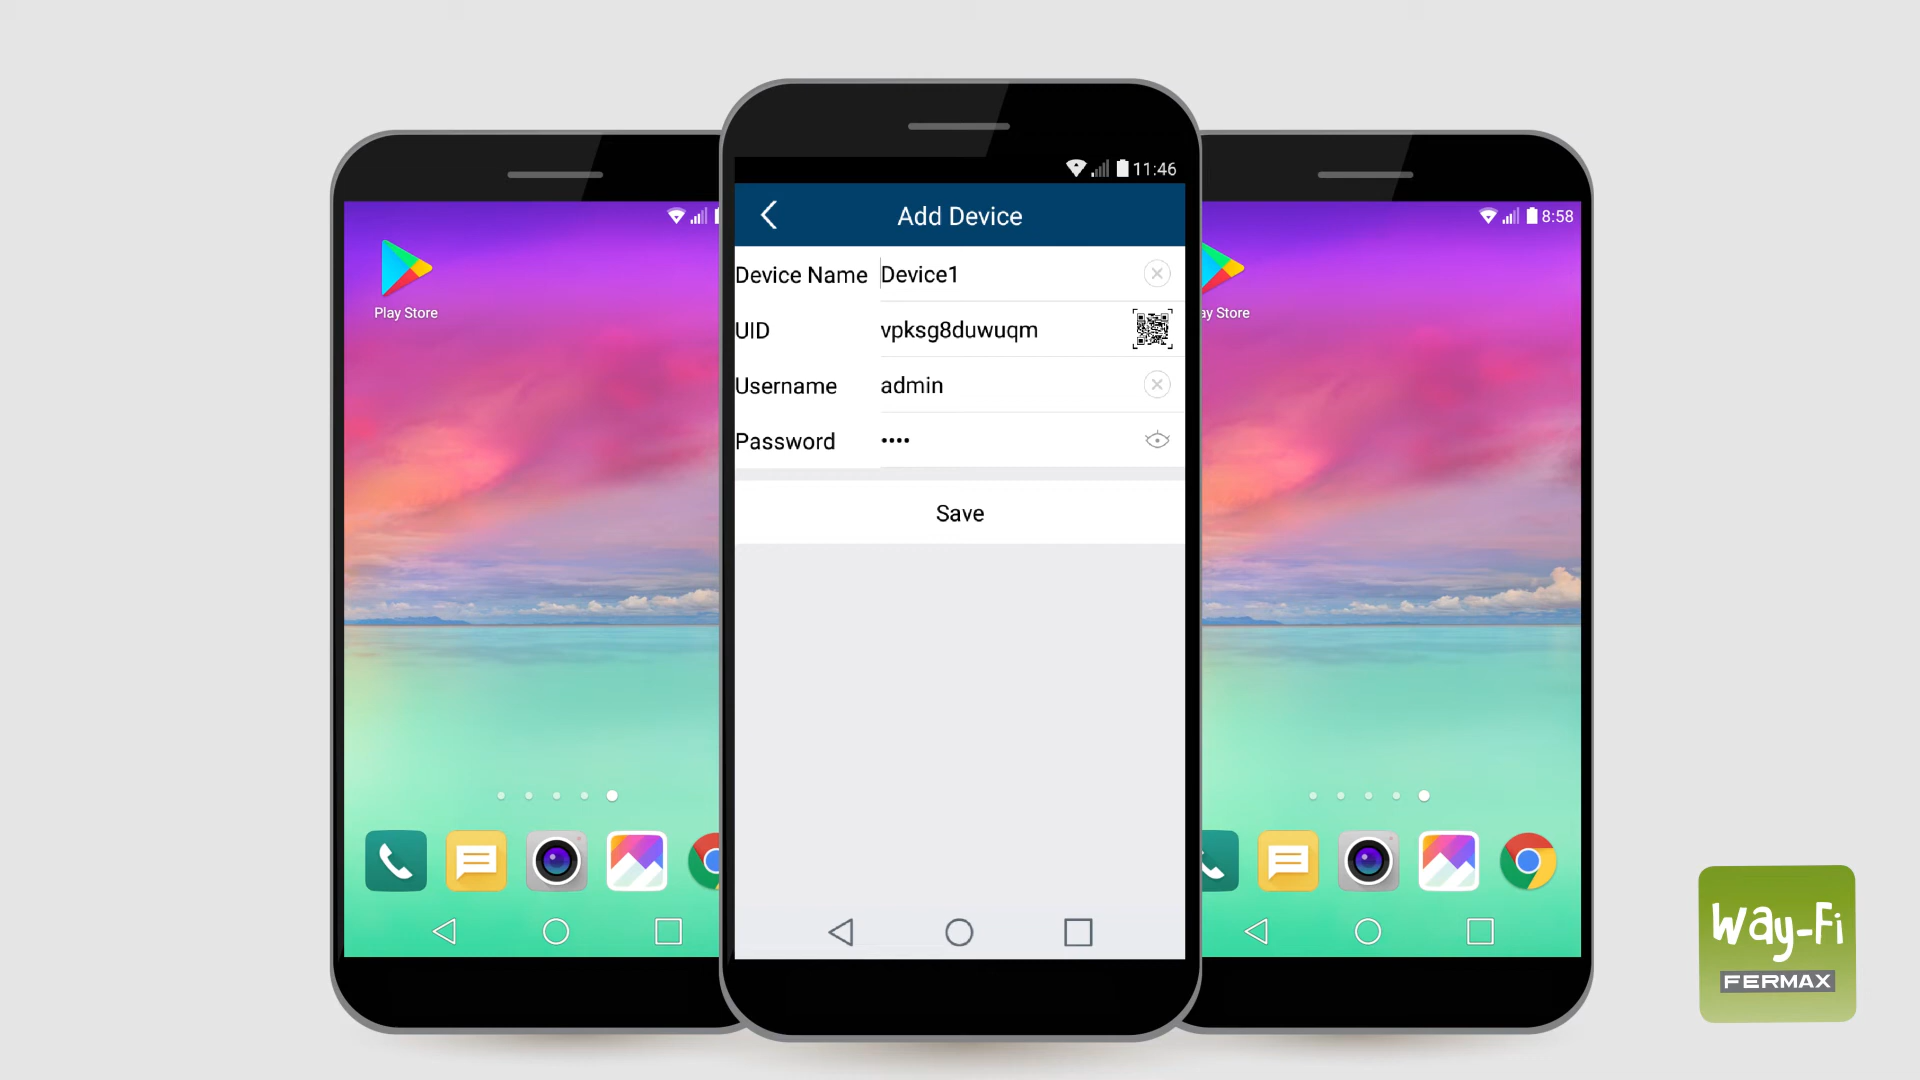 11:46
Add Device
Device Name Device1
UID vpksg8duwuqm
Username admin
Password ••••
Save
Play Store
8:58
ay Store
Way-Fi
FERMAX